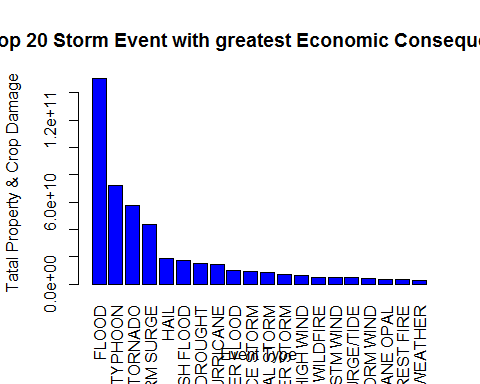 op 20 Storm Event with greatest Economic Conseque
Tatal Property & Crop Damage
1.2e+11
6.0e+10
0.0e+00
FLOOD
TYPHOON
TORNADO
RM SURGE
HAIL
SH FLOOD
DROUGHT
URRICANE
ER FLOOD
CE STORM
AL STORM
ER STORM
HIGH WIND
WILDFIRE
STM WIND
URGE/TIDE
ORM WIND
ANE OPAL
REST FIRE
WEATHER
Event Type